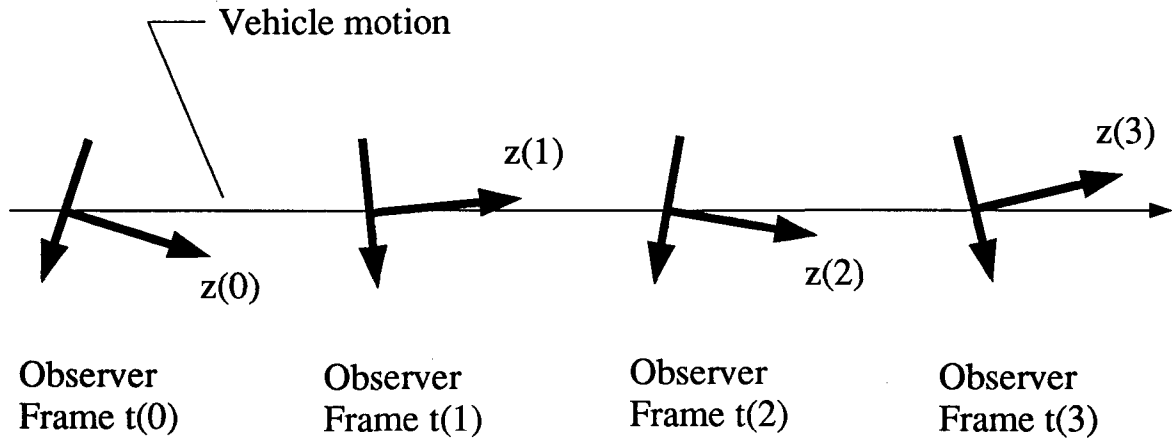 Vehicle motion
z(0)
z(1)
z(2)
z(3)
Observer
Frame t(0)
Observer
Frame t(1)
Observer
Frame t(2)
Observer
Frame t(3)